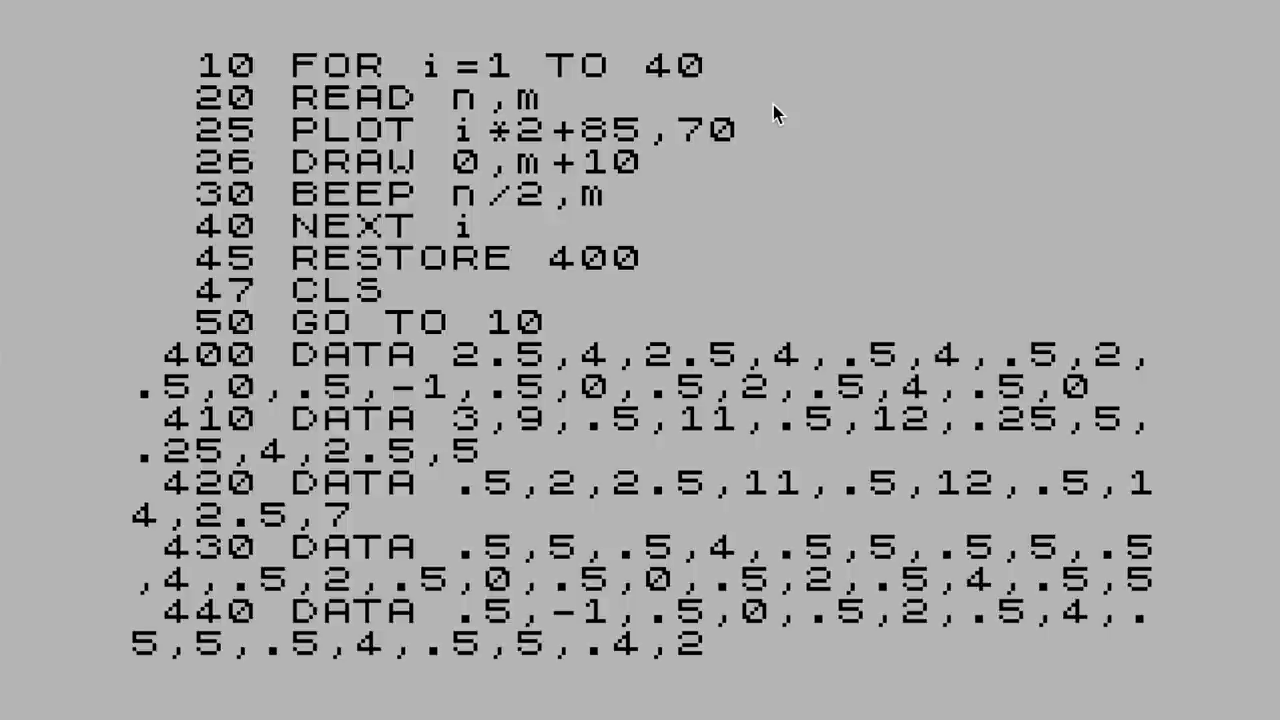 10 FOR i=1 TO 40
20 READ n,m
25 PLOT i*2+85,70
26 DRAW 0,m+10
30 BEEP n/2,m
40 NEXT i
45 RESTORE 400
47 CLS
50 GO TO 10
400 DATA 2.5,4,2.5,4,.5,4,.5,2,
.5,0,.5,-1,.5,0,.5,2,.5,4,.5,0
410 DATA 3,9,.5,11,.5,12,.25,5,
.25,4,2.5,5
420 DATA .5,2,2.5,11,.5,12,.5,1
4,2.5,7
430 DATA .5,5,.5,4,.5,5,.5,5,.5
,4,.5,2,.5,0,.5,0,.5,2,.5,4,.5,5
440 DATA .5,-1,.5,0,.5,2,.5,4,.
5,5,.5,4,.5,5,.4,2